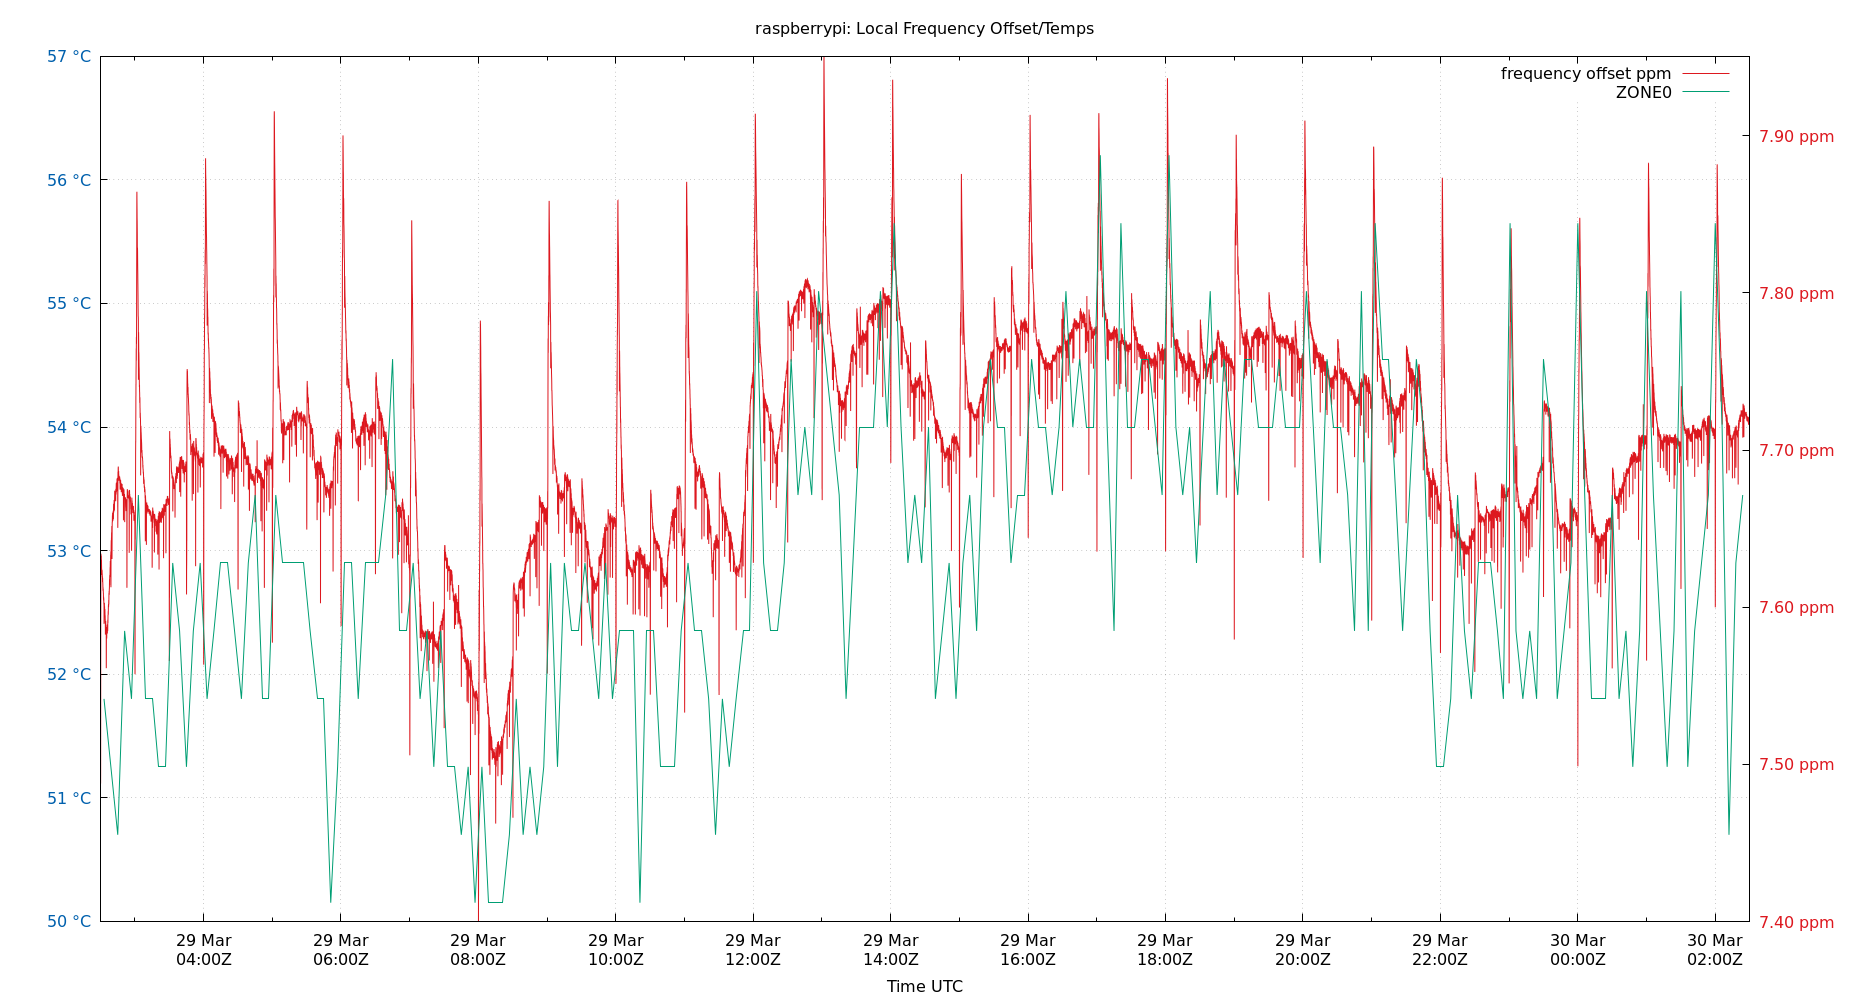 raspberrypi: Local Frequency Offset/Temps
frequency offset ppm
ZONE0
57 °C
56 °C
55 °C
54 °C
53 °C
52 °C
51 °C
50 °C
7.90 ppm
7.80 ppm
7.70 ppm
7.60 ppm
7.50 ppm
7.40 ppm
29 Mar
04:00Z
29 Mar
06:00Z
29 Mar
08:00Z
29 Mar
10:00Z
29 Mar
12:00Z
29 Mar
14:00Z
29 Mar
16:00Z
29 Mar
18:00Z
29 Mar
20:00Z
29 Mar
22:00Z
30 Mar
00:00Z
30 Mar
02:00Z
Time UTC